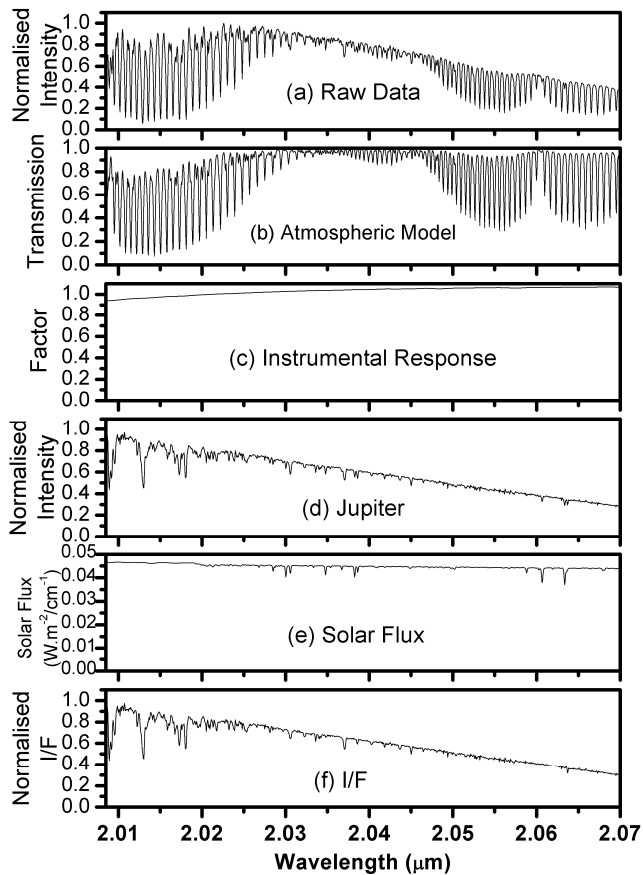 Normalised
Intensity
1.0
0.8
0.6
0.4
0.2
0.0
(a) Raw Data
Transmission
1.0
0.8
0.6
0.4
0.2
0.0
(b) Atmospheric Model
Factor
1.0
0.8
0.6
0.4
0.2
0.0
(c) Instrumental Response
Normalised
Intensity
1.0
0.8
0.6
0.4
0.2
0.0
(d) Jupiter
Solar Flux
(W.m⁻²/cm⁻¹)
0.05
0.04
0.03
0.02
0.01
0.00
(e) Solar Flux
Normalised
I/F
1.0
0.8
0.6
0.4
0.2
0.0
(f) I/F
2.01 2.02 2.03 2.04 2.05 2.06 2.07
Wavelength (μm)